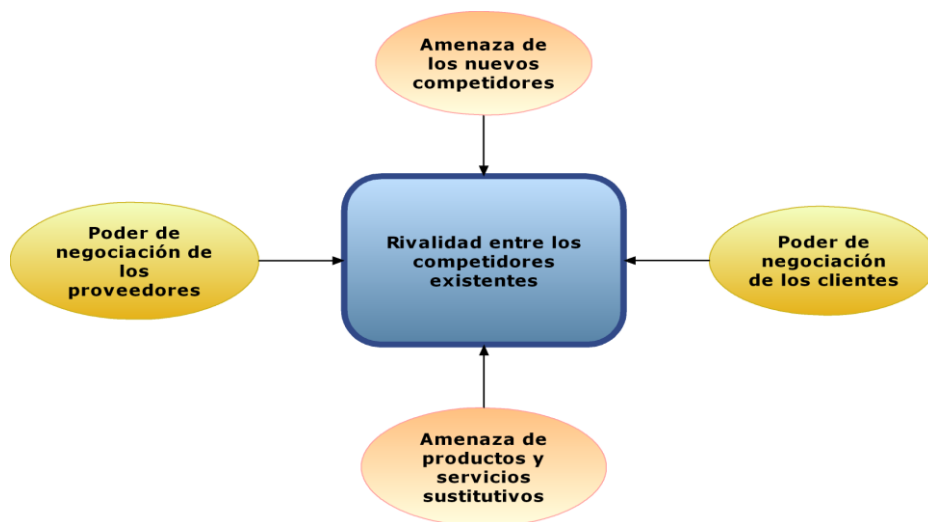 Amenaza de
los nuevos
competidores
Poder de
negociación de
los
proveedores
Rivalidad entre los
competidores
existentes
Poder de
negociación
de los clientes
Amenaza de
productos y
servicios
sustitutivos